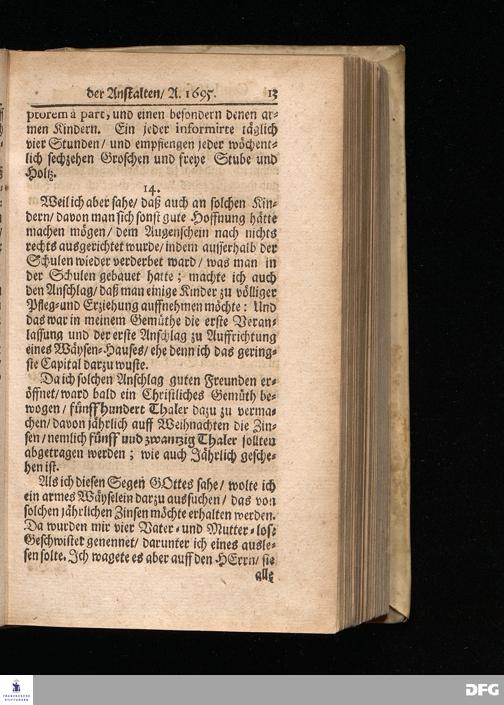 der Anstalten/ A. 1695. 13
ptorem à part, und einen besondern denen ar-
men Kindern. Ein jeder informirte täglich
vier Stunden/ und empfiengen jeder wöchent-
lich sechzehen Groschen und freye Stube und
Holtz.
14.
Weil ich aber sahe/ daß auch an solchen Kin-
dern/ davon man sich sonst gute Hoffnung hätte
machen mögen/ dem Augenschein nach nichts
rechts ausgerichtet wurde/ indem ausserhalb der
Schulen wieder verderbet ward/ was man in
der Schulen gebauet hatte; machte ich auch
den Anschlag/ daß man einige Kinder zu völliger
Pfleg-und Erziehung auffnehmen möchte: Und
das war in meinem Gemüthe die erste Veran-
lassung und der erste Anschlag zu Auffrichtung
eines Wäysen-Hauses/ ehe denn ich das gering-
ste Capital darzu wuste.
Da ich solchen Anschlag guten Freunden er-
öffnet/ ward bald ein Christliches Gemüth be-
wogen/ fünff hundert Thaler dazu zu verma-
chen/ davon jährlich auff Weihnachten die Zin-
sen/ nemlich fünff und zwantzig Thaler solten
abgetragen werden; wie auch Jährlich gesche-
hen ist.
Als ich diesen Segen GOttes sahe/ wolte ich
ein armes Wäyselein darzu aussuchen/ das von
solchen jährlichen Zinsen möchte erhalten werden.
Da wurden mir vier Vater-und Mutter-lose
Geschwister genennet/ darunter ich eines ausle-
sen solte. Ich wagete es aber auff den HErrn/ sie
alle
FRANCKESCHE
STIFTUNGEN
DFG